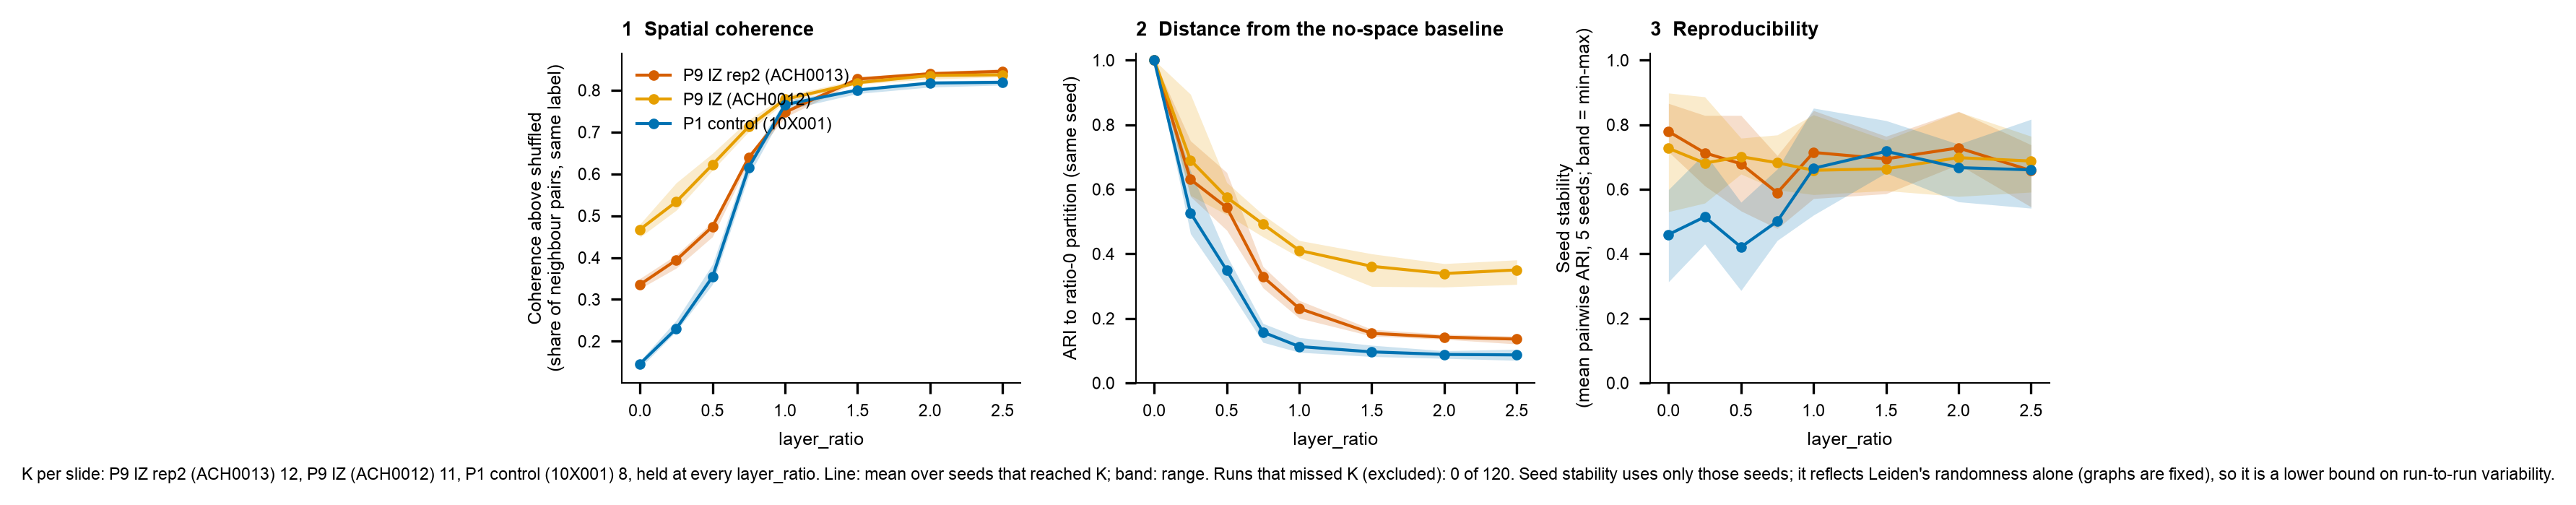 1 Spatial coherence
Coherence above shuffled
(share of neighbour pairs, same label)
0.8
0.7
0.6
0.5
0.4
0.3
0.2
P9 IZ rep2 (ACH0013)
P9 IZ (ACH0012)
P1 control (10X001)
0.0 0.5 1.0 1.5 2.0 2.5
layer_ratio
2 Distance from the no-space baseline
ARI to ratio-0 partition (same seed)
1.0
0.8
0.6
0.4
0.2
0.0
0.0 0.5 1.0 1.5 2.0 2.5
layer_ratio
3 Reproducibility
Seed stability
(mean pairwise ARI, 5 seeds; band = min-max)
1.0
0.8
0.6
0.4
0.2
0.0
0.0 0.5 1.0 1.5 2.0 2.5
layer_ratio
K per slide: P9 IZ rep2 (ACH0013) 12, P9 IZ (ACH0012) 11, P1 control (10X001) 8, held at every layer_ratio. Line: mean over seeds that reached K; band: range. Runs that missed K (excluded): 0 of 120. Seed stability uses only those seeds; it reflects Leiden's randomness alone (graphs are fixed), so it is a lower bound on run-to-run variability.